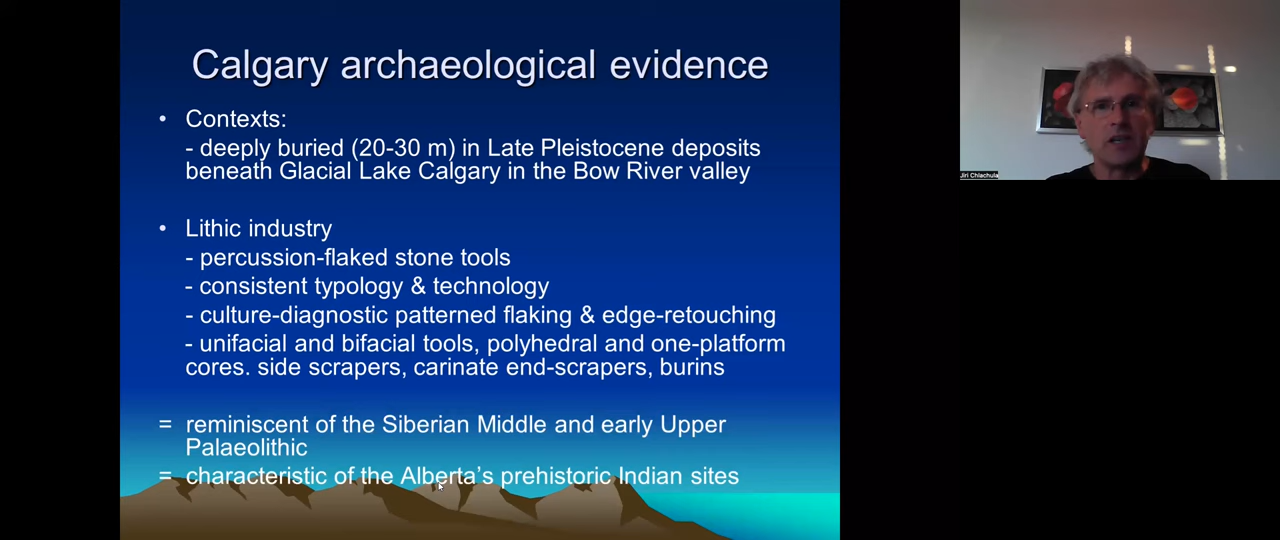 Calgary archaeological evidence
• Contexts:
- deeply buried (20-30 m) in Late Pleistocene deposits
beneath Glacial Lake Calgary in the Bow River valley
• Lithic industry
- percussion-flaked stone tools
- consistent typology & technology
- culture-diagnostic patterned flaking & edge-retouching
- unifacial and bifacial tools, polyhedral and one-platform
cores. side scrapers, carinate end-scrapers, burins
= reminiscent of the Siberian Middle and early Upper
Palaeolithic
= characteristic of the Alberta's prehistoric Indian sites
Jiri Chlachula